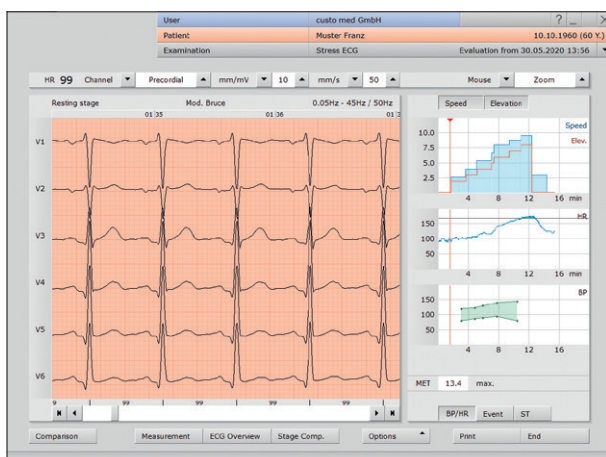 User custo med GmbH ? _ X
Patient Muster Franz 10.10.1960 (60 Y.)
Examination Stress ECG Evaluation from 30.05.2020 13:56
HR 99 Channel Precordial mm/mV 10 mm/s 50 Mouse Zoom
Resting stage Mod. Bruce 0.05Hz - 45Hz / 50Hz
01:35 01:36 01:3
V1
V2
V3
V4
V5
V6
9 99 99 99 99
Speed Elevation
Speed
Elev.
10.0
7.5
5.0
2.5
4 8 12 16 min
HR
150
100
50
4 8 12 16 min
BP
150
100
50
4 8 12 16
MET 13.4 max.
BP/HR Event ST
Comparison Measurement ECG Overview Stage Comp. Options Print End